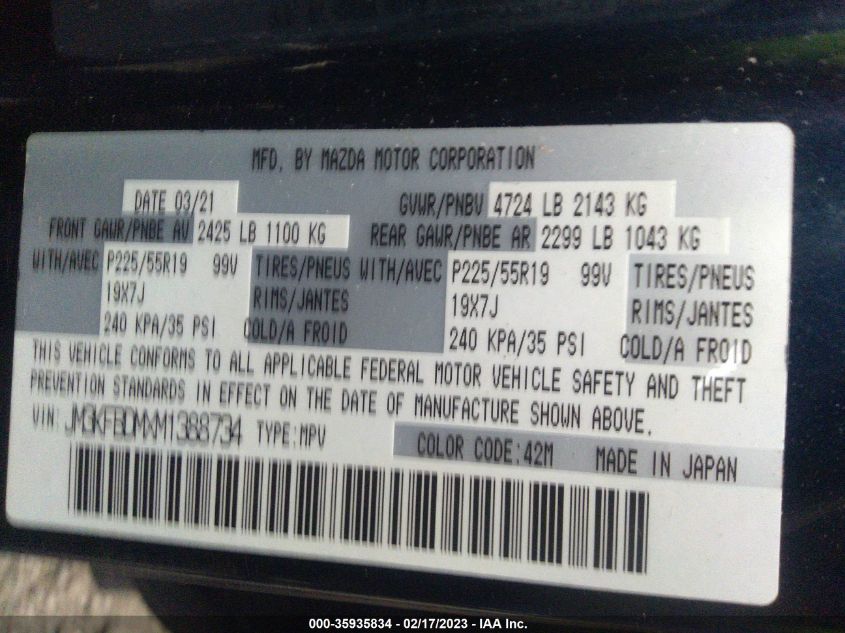 MFD. BY MAZDA MOTOR CORPORATION
DATE 03/21 GVWR/PNBV 4724 LB 2143 KG
FRONT GAWR/PNBE AV 2425 LB 1100 KG REAR GAWR/PNBE AR 2299 LB 1043 KG
WITH/AVEC P225/55R19 99V TIRES/PNEUS WITH/AVEC P225/55R19 99V TIRES/PNEUS
19X7J RIMS/JANTES 19X7J RIMS/JANTES
240 KPA/35 PSI COLD/A FROID 240 KPA/35 PSI COLD/A FROID
THIS VEHICLE CONFORMS TO ALL APPLICABLE FEDERAL MOTOR VEHICLE SAFETY AND THEFT
PREVENTION STANDARDS IN EFFECT ON THE DATE OF MANUFACTURE SHOWN ABOVE.
VIN: JM3KFBDMXM1388734 TYPE:MPV COLOR CODE:42M MADE IN JAPAN
000-35935834 - 02/17/2023 - IAA Inc.